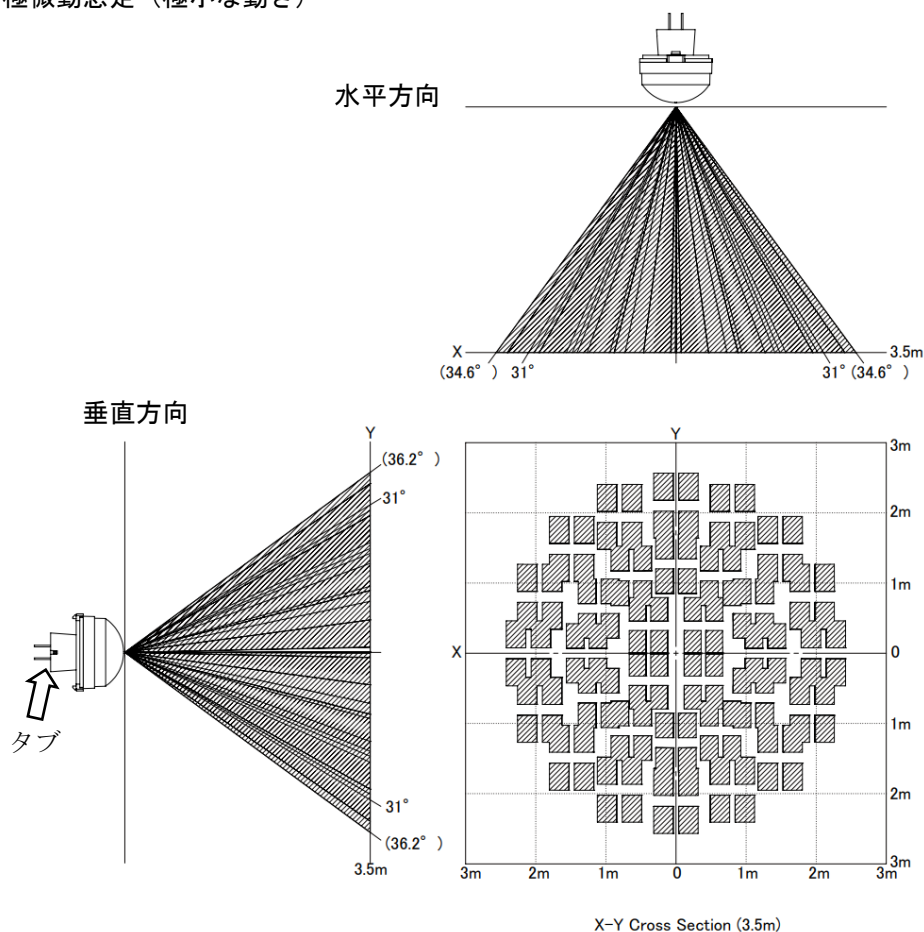 極微動想定（極小な動き）
水平方向
X
3.5m
(34.6°) 31°
31° (34.6°)
垂直方向
Y
(36.2°)
31°
31°
(36.2°)
3.5m
タブ
Y
3m
2m
1m
X
0
1m
2m
3m
3m 2m 1m 0 1m 2m 3m
X-Y Cross Section (3.5m)